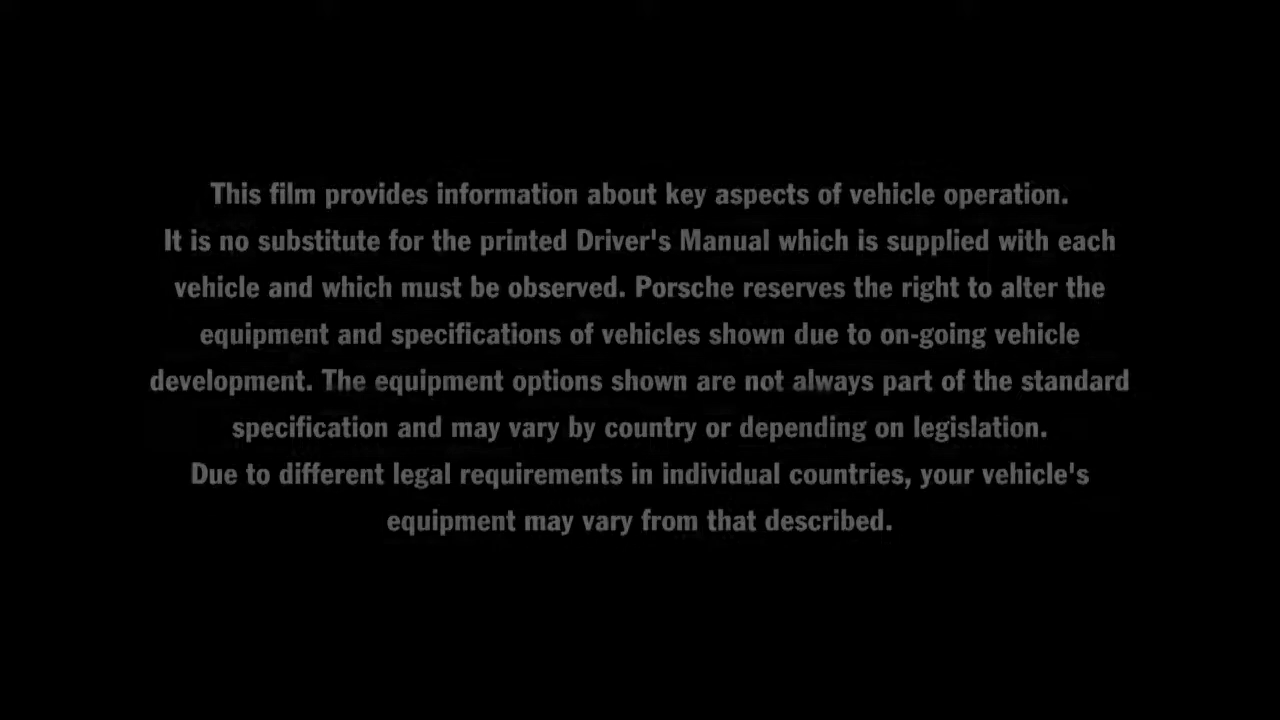 This film provides information about key aspects of vehicle operation.
It is no substitute for the printed Driver's Manual which is supplied with each
vehicle and which must be observed. Porsche reserves the right to alter the
equipment and specifications of vehicles shown due to on-going vehicle
development. The equipment options shown are not always part of the standard
specification and may vary by country or depending on legislation.
Due to different legal requirements in individual countries, your vehicle's
equipment may vary from that described.